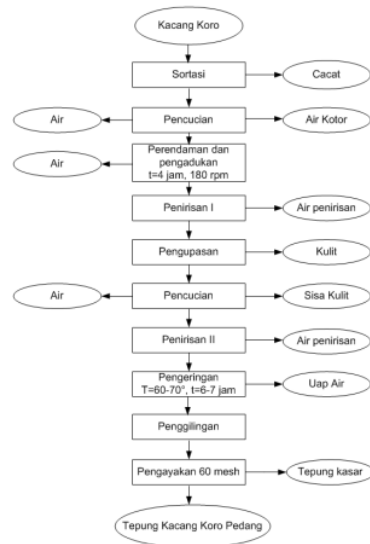 Kacang Koro
Sortasi
Cacat
Air
Pencucian
Air Kotor
Air
Perendaman dan
pengadukan
t=4 jam, 180 rpm
Penirisan I
Air penirisan
Pengupasan
Kulit
Air
Pencucian
Sisa Kulit
Penirisan II
Air penirisan
Pengeringan
T=60-70°, t=6-7 jam
Uap Air
Penggilingan
Pengayakan 60 mesh
Tepung kasar
Tepung Kacang Koro Pedang